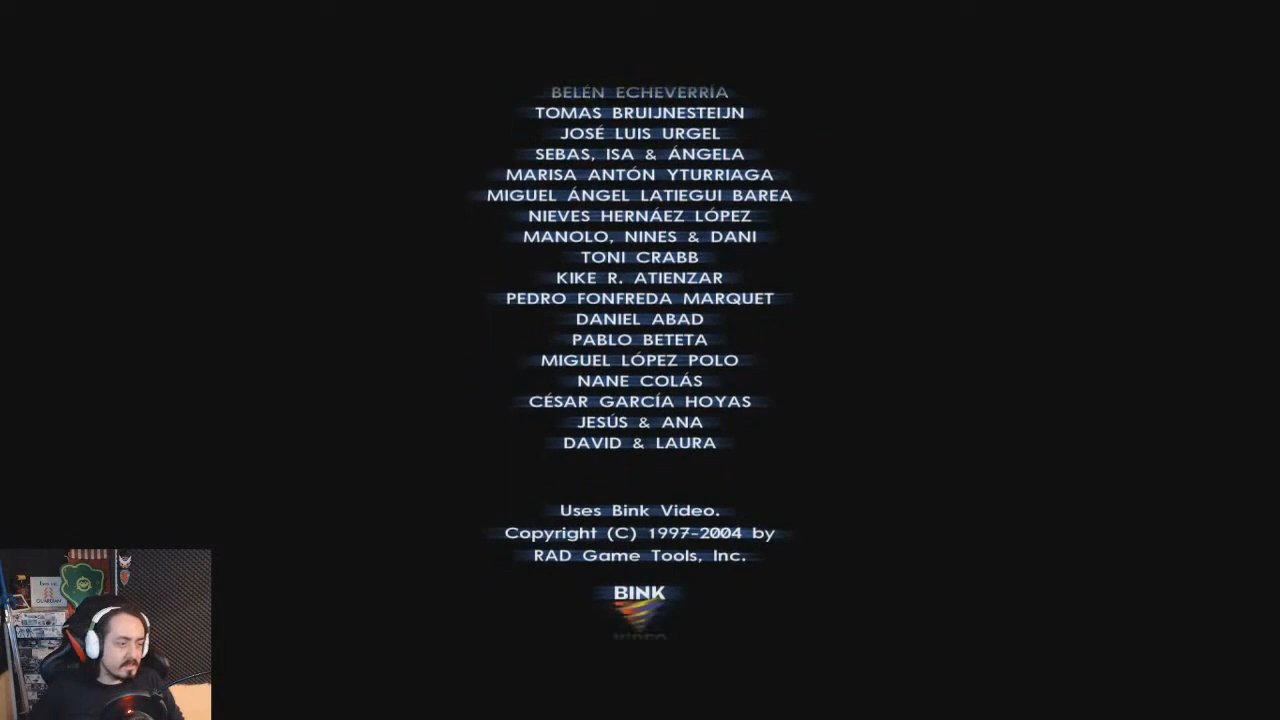 BELÉN ECHEVERRÍA
TOMAS BRUIJNESTEIJN
JOSÉ LUIS URGEL
SEBAS, ISA & ÁNGELA
MARISA ANTÓN YTURRIAGA
MIGUEL ÁNGEL LATIEGUI BAREA
NIEVES HERNÁEZ LÓPEZ
MANOLO, NINES & DANI
TONI CRABB
KIKE R. ATIENZAR
PEDRO FONFREDA MARQUET
DANIEL ABAD
PABLO BETETA
MIGUEL LÓPEZ POLO
NANE COLÁS
CÉSAR GARCÍA HOYAS
JESÚS & ANA
DAVID & LAURA
Uses Bink Video.
Copyright (C) 1997-2004 by
RAD Game Tools, Inc.
BINK